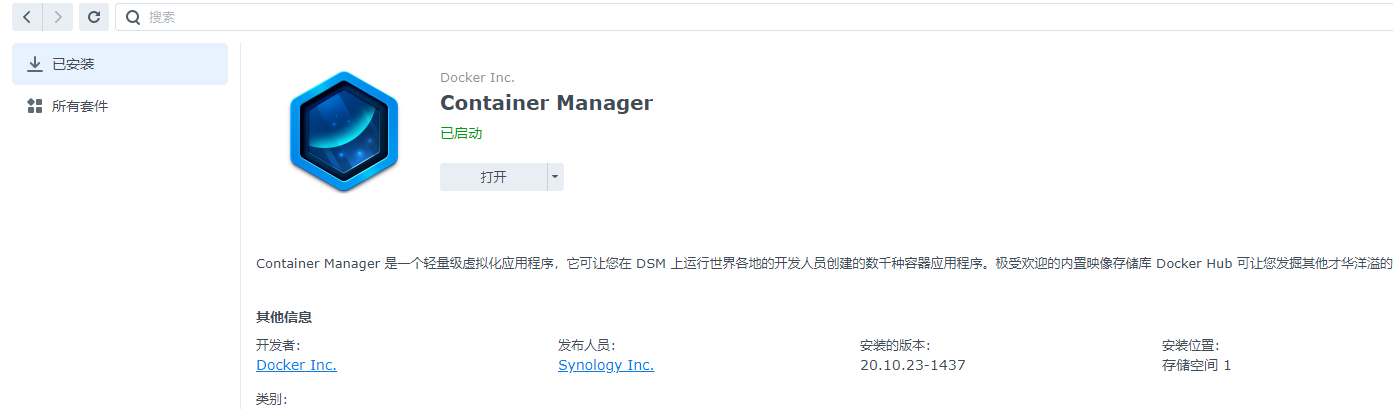 搜索
已安装
所有套件
Docker Inc.
Container Manager
已启动
打开
Container Manager 是一个轻量级虚拟化应用程序，它可让您在 DSM 上运行世界各地的开发人员创建的数千种容器应用程序。极受欢迎的内置映像存储库 Docker Hub 可让您发掘其他才华洋溢的
其他信息
开发者:
发布人员:
安装的版本:
安装位置:
Docker Inc.
Synology Inc.
20.10.23-1437
存储空间 1
类别: